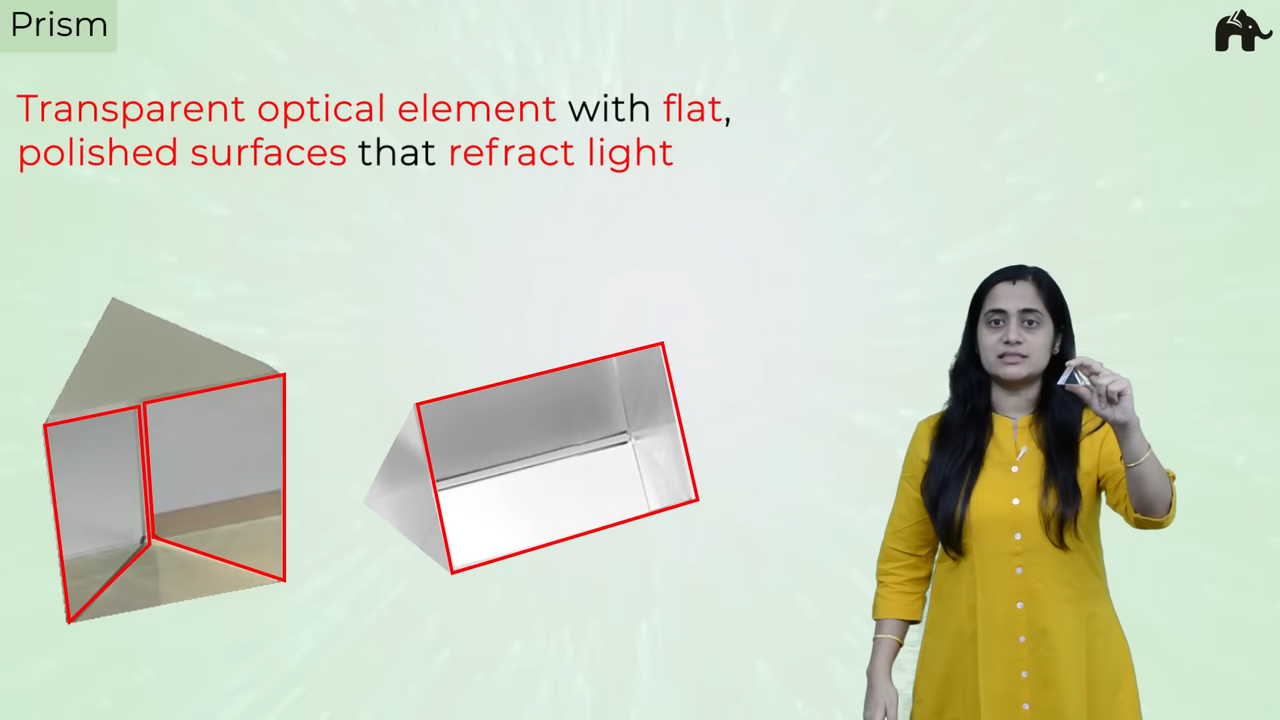 Prism
Transparent optical element with flat,
polished surfaces that refract light